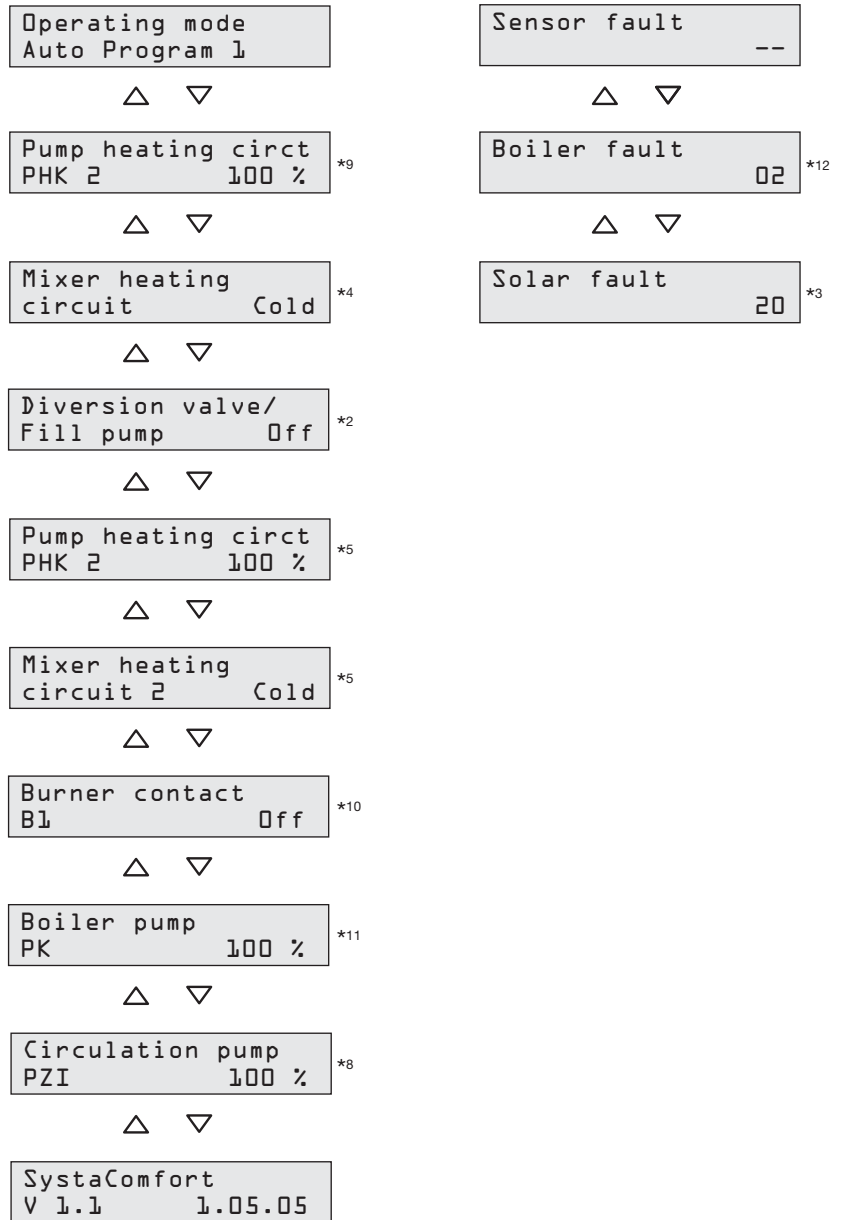 Operating mode
Auto Program 1
Pump heating circt
PHK 2 100 %
*9
Mixer heating
circuit Cold
*4
Diversion valve/
Fill pump Off
*2
Pump heating circt
PHK 2 100 %
*5
Mixer heating
circuit 2 Cold
*5
Burner contact
B1 Off
*10
Boiler pump
PK 100 %
*11
Circulation pump
PZI 100 %
*8
SystaComfort
V 1.1 1.05.05
Sensor fault
--
Boiler fault
02
*12
Solar fault
20
*3